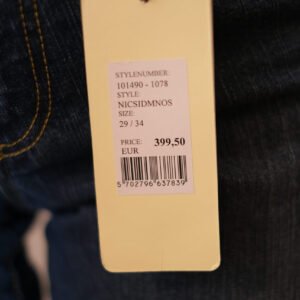 STYLENUMBER:
101490 - 1078
STYLE:
NICSIDMNOS
SIZE:
29 / 34
PRICE: 399,50
EUR
5 702796 637839